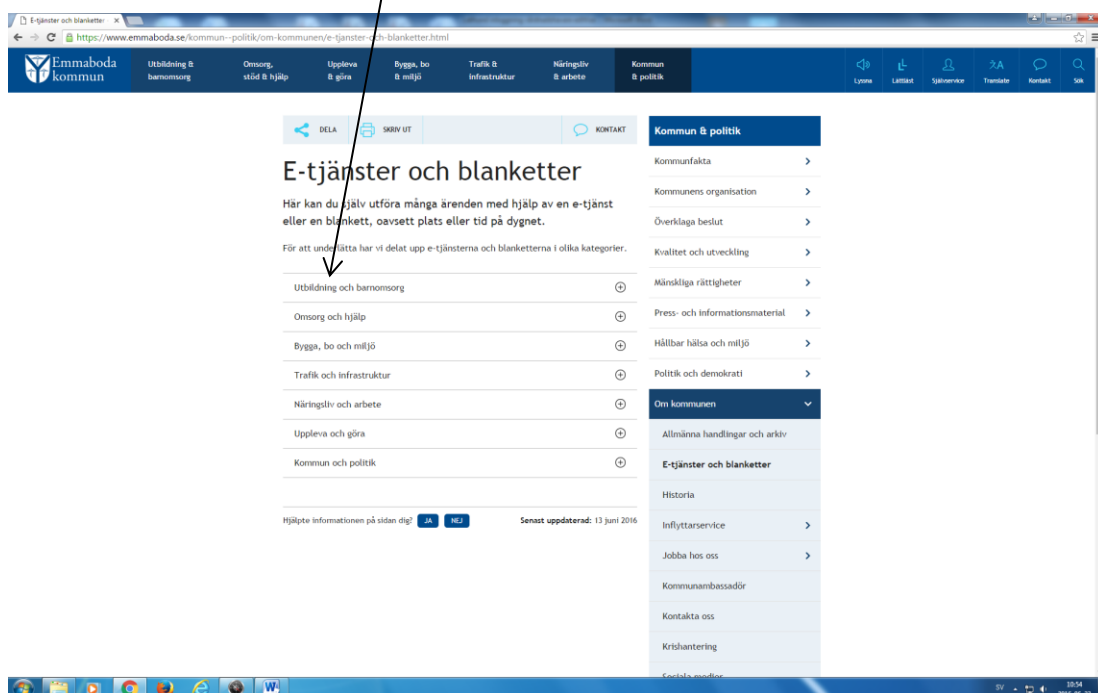 E-tjänster och blanketter
https://www.emmaboda.se/kommun--politik/om-kommunen/e-tjanster-och-blanketter.html
Emmaboda
kommun
Utbildning &
barnomsorg
Omsorg,
stöd & hjälp
Uppleva
& göra
Bygga, bo
& miljö
Trafik &
infrastruktur
Näringsliv
& arbete
Kommun
& politik
Lyssna
Lättläst
Självservice
Translate
Kontakt
Sök
DELA
SKRIV UT
KONTAKT
E-tjänster och blanketter
Här kan du själv utföra många ärenden med hjälp av en e-tjänst
eller en blankett, oavsett plats eller tid på dygnet.
För att underlätta har vi delat upp e-tjänsterna och blanketterna i olika kategorier.
Utbildning och barnomsorg
Omsorg och hjälp
Bygga, bo och miljö
Trafik och infrastruktur
Näringsliv och arbete
Uppleva och göra
Kommun och politik
Hjälpte informationen på sidan dig? JA NEJ
Senast uppdaterad: 13 juni 2016
Kommun & politik
Kommunfakta
Kommunens organisation
Överklaga beslut
Kvalitet och utveckling
Mänskliga rättigheter
Press- och informationsmaterial
Hållbar hälsa och miljö
Politik och demokrati
Om kommunen
Allmänna handlingar och arkiv
E-tjänster och blanketter
Historia
Inflyttarservice
Jobba hos oss
Kommunambassadör
Kontakta oss
Krishantering
Sociala medier
SV
10:54